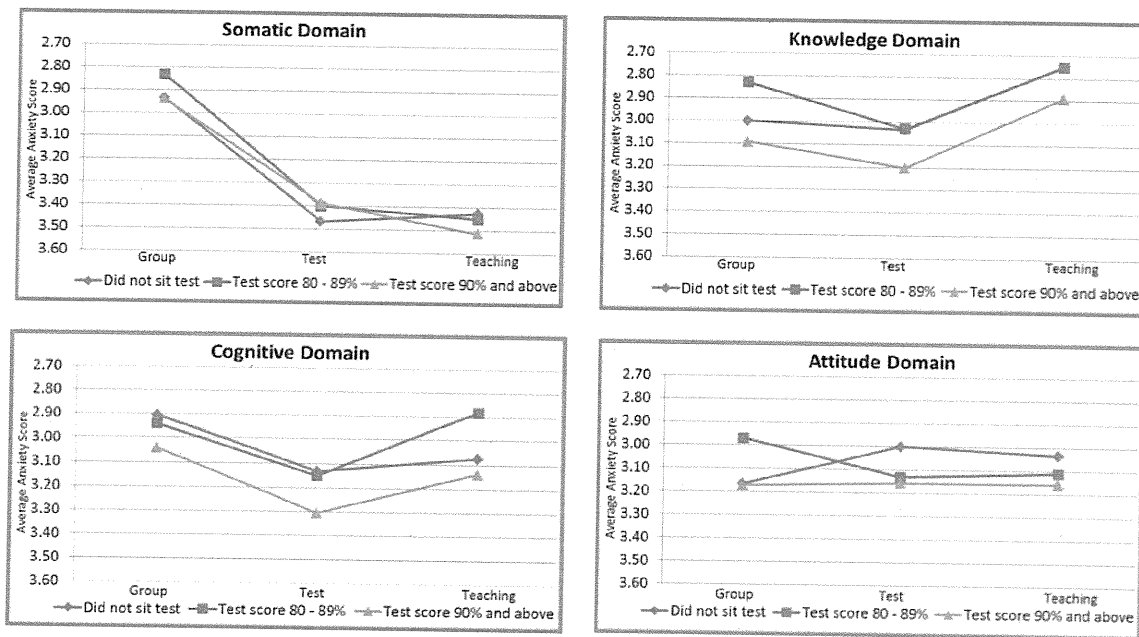 Somatic Domain
Average Anxiety Score
2.70
2.80
2.90
3.00
3.10
3.20
3.30
3.40
3.50
3.60
Group
Test
Teaching
Did not sit test
Test score 80 - 89%
Test score 90% and above
Knowledge Domain
Average Anxiety Score
2.70
2.80
2.90
3.00
3.10
3.20
3.30
3.40
3.50
3.60
Group
Test
Teaching
Did not sit test
Test score 80 - 89%
Test score 90% and above
Cognitive Domain
Average Anxiety Score
2.70
2.80
2.90
3.00
3.10
3.20
3.30
3.40
3.50
3.60
Group
Test
Teaching
Did not sit test
Test score 80 - 89%
Test score 90% and above
Attitude Domain
Average Anxiety Score
2.70
2.80
2.90
3.00
3.10
3.20
3.30
3.40
3.50
3.60
Group
Test
Teaching
Did not sit test
Test score 80 - 89%
Test score 90% and above